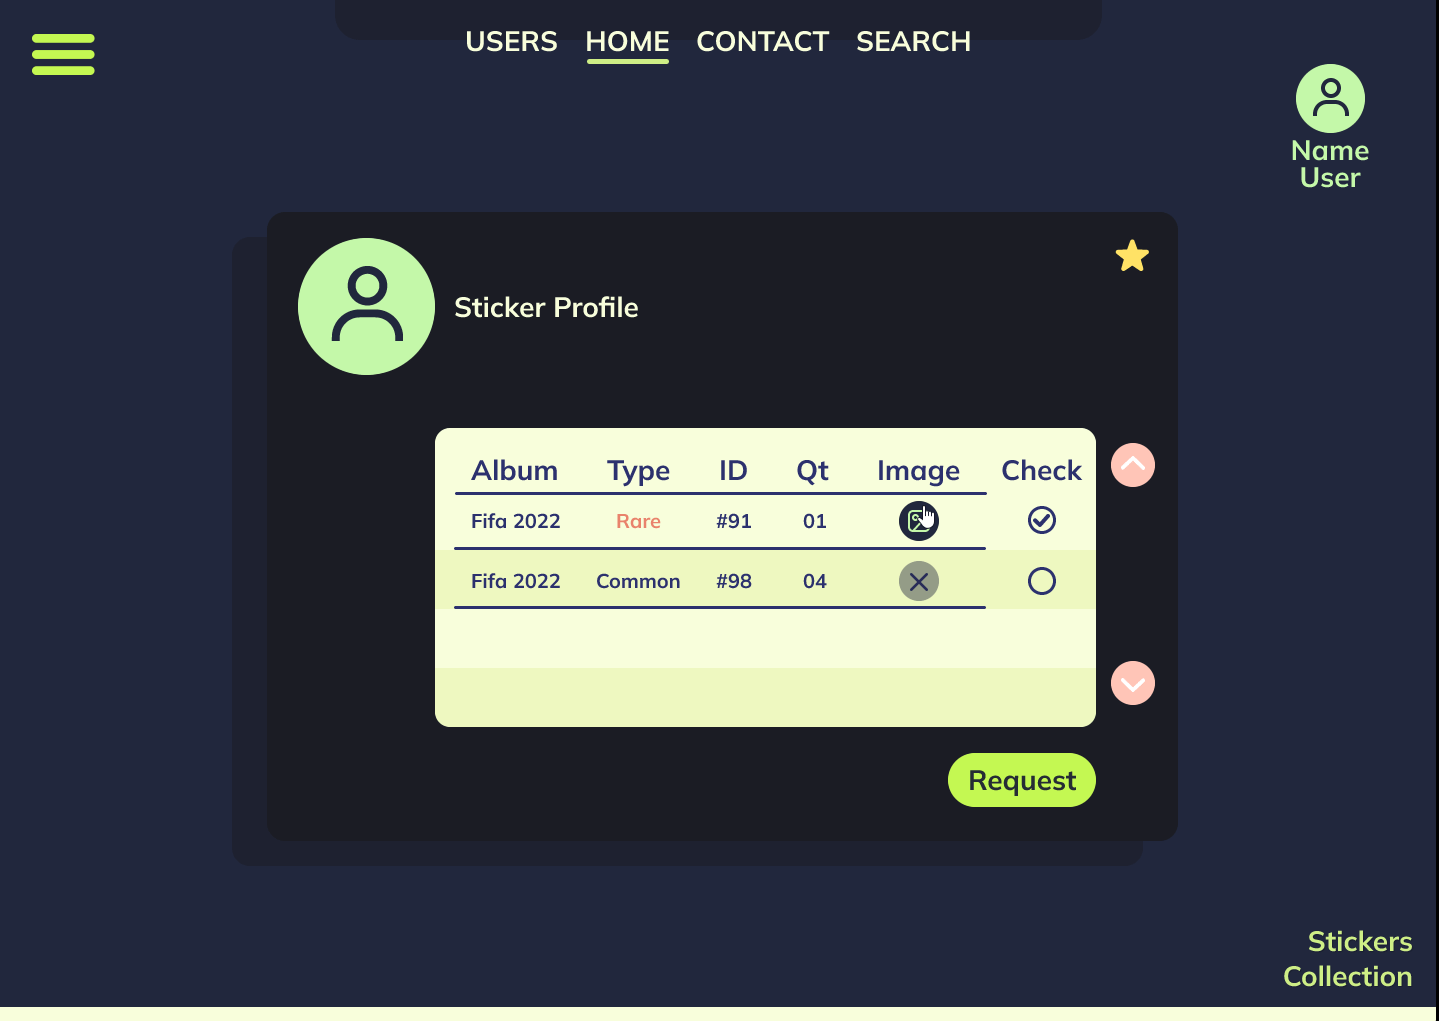 USERS HOME CONTACT SEARCH
Name
User
Sticker Profile
Album Type ID Qt Image Check
Fifa 2022 Rare #91 01
Fifa 2022 Common #98 04
Request
Stickers
Collection